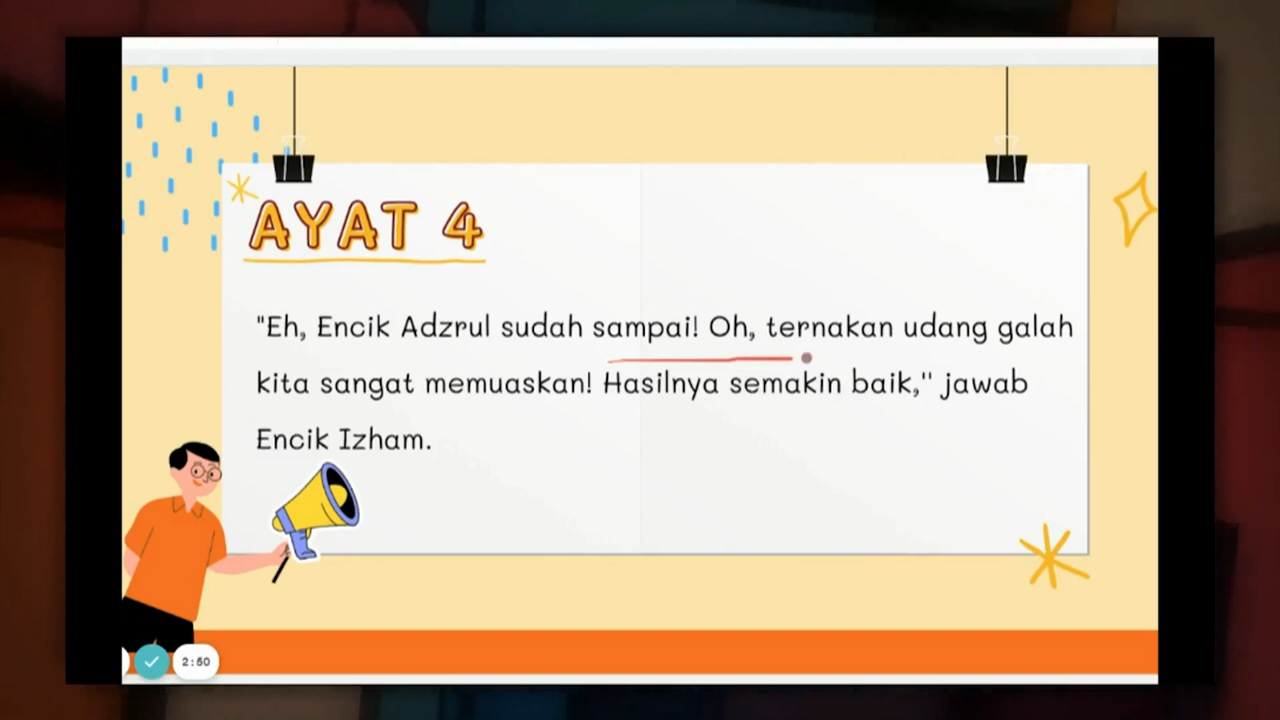 AYAT 4
"Eh, Encik Adzrul sudah sampai! Oh, ternakan udang galah
kita sangat memuaskan! Hasilnya semakin baik," jawab
Encik Izham.
2:50